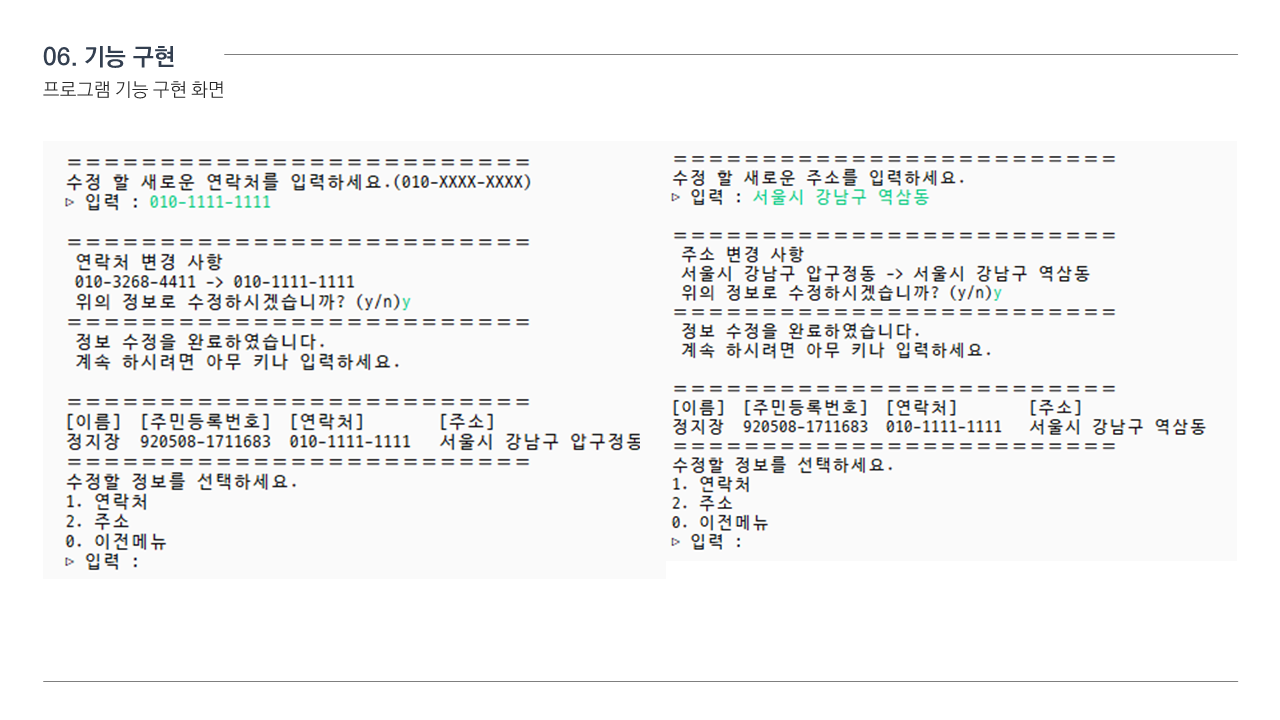 06. 기능 구현
프로그램 기능 구현 화면
=========================
수정 할 새로운 연락처를 입력하세요.(010-XXXX-XXXX)
▷ 입력 : 010-1111-1111
=========================
연락처 변경 사항
010-3268-4411 -> 010-1111-1111
위의 정보로 수정하시겠습니까? (y/n)y
=========================
정보 수정을 완료하였습니다.
계속 하시려면 아무 키나 입력하세요.
=========================
[이름] [주민등록번호] [연락처] [주소]
정지장 920508-1711683 010-1111-1111 서울시 강남구 압구정동
=========================
수정할 정보를 선택하세요.
1. 연락처
2. 주소
0. 이전메뉴
▷ 입력 :
=========================
수정 할 새로운 주소를 입력하세요.
▷ 입력 : 서울시 강남구 역삼동
=========================
주소 변경 사항
서울시 강남구 압구정동 -> 서울시 강남구 역삼동
위의 정보로 수정하시겠습니까? (y/n)y
=========================
정보 수정을 완료하였습니다.
계속 하시려면 아무 키나 입력하세요.
=========================
[이름] [주민등록번호] [연락처] [주소]
정지장 920508-1711683 010-1111-1111 서울시 강남구 역삼동
=========================
수정할 정보를 선택하세요.
1. 연락처
2. 주소
0. 이전메뉴
▷ 입력 :